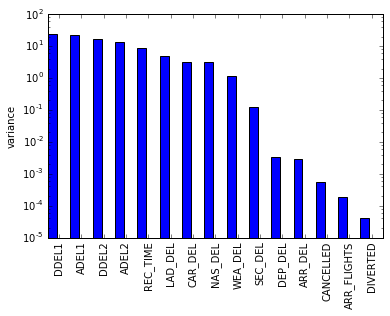 10^2
10^1
10^0
10^-1
10^-2
10^-3
10^-4
10^-5
variance
DDEL1
ADEL1
DDEL2
ADEL2
REC_TIME
LAD_DEL
CAR_DEL
NAS_DEL
WEA_DEL
SEC_DEL
DEP_DEL
ARR_DEL
CANCELLED
ARR_FLIGHTS
DIVERTED